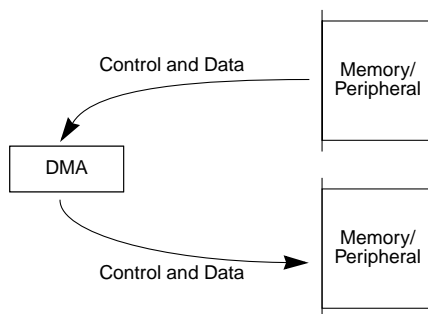 Control and Data
Memory/
Peripheral
DMA
Memory/
Peripheral
Control and Data